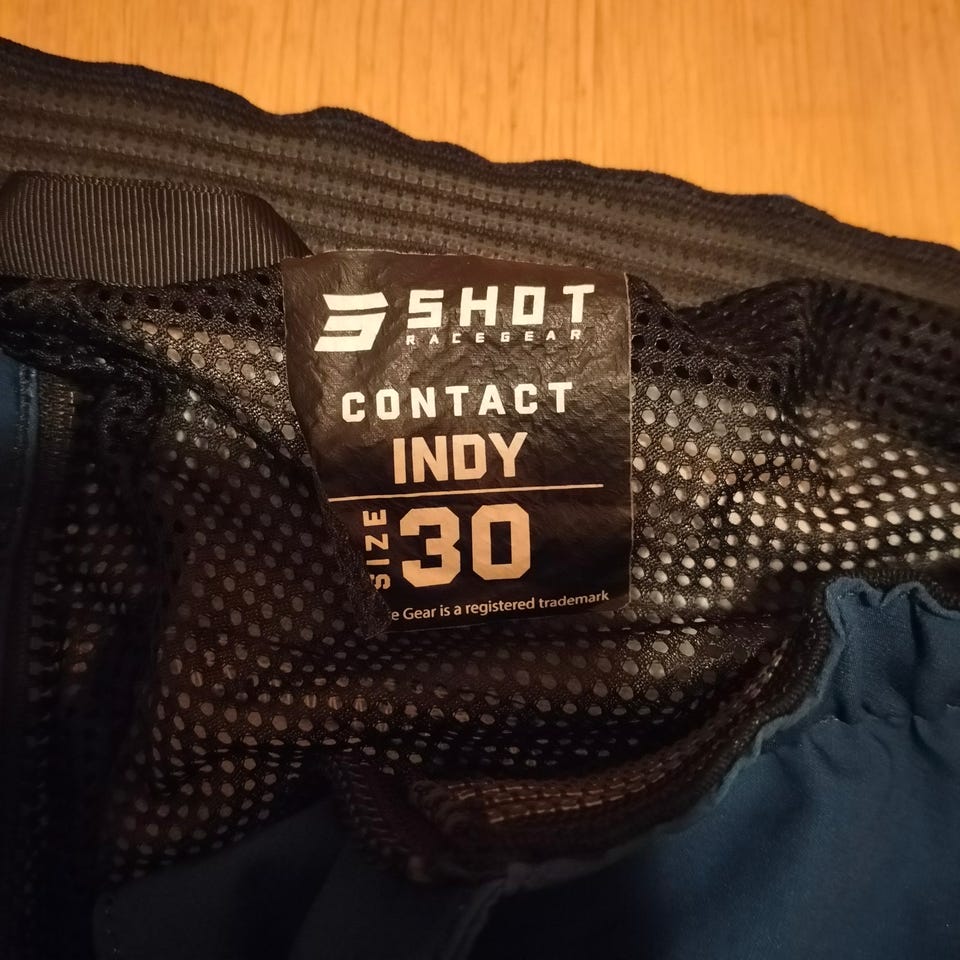 SHOT
RACEGEAR
CONTACT
INDY
SIZE 30
Gear is a registered trademark